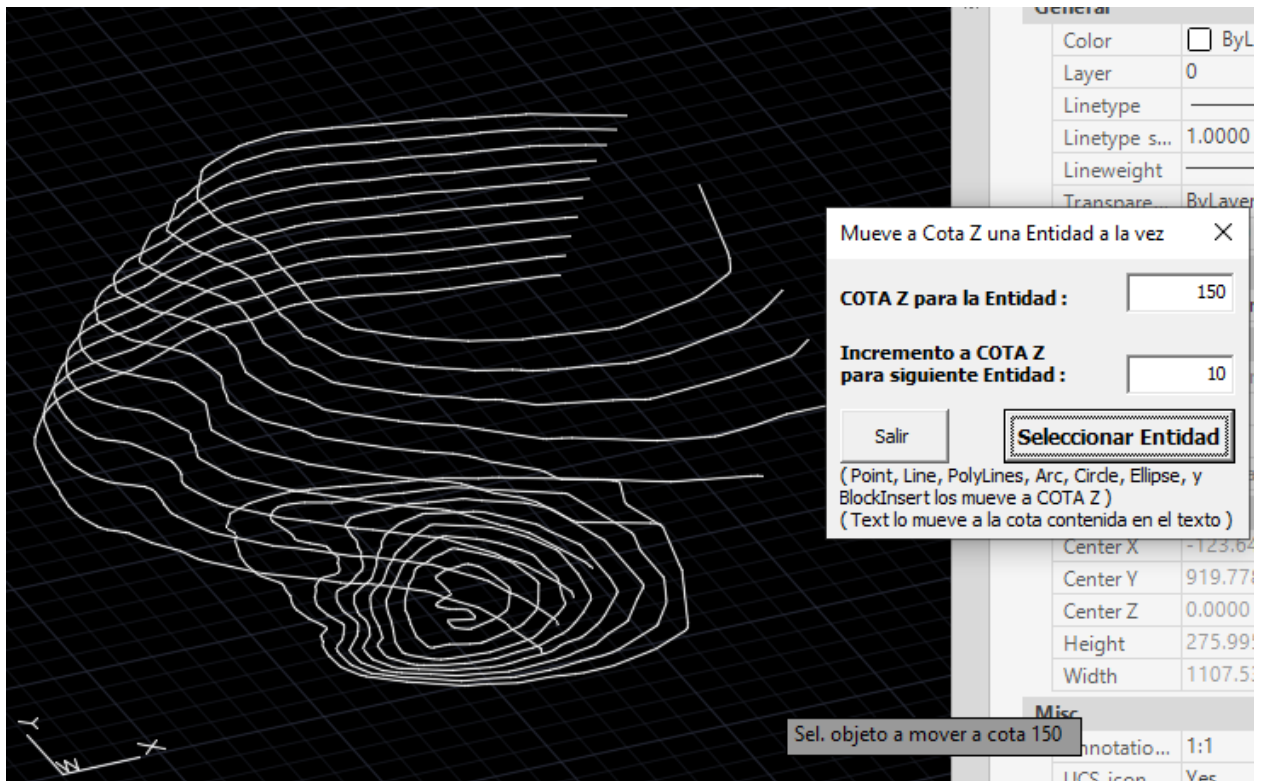 General
Color ByL
Layer 0
Linetype
Linetype s... 1.0000
Lineweight
Transpare... ByLayer
Mueve a Cota Z una Entidad a la vez
COTA Z para la Entidad : 150
Incremento a COTA Z
para siguiente Entidad : 10
Salir Seleccionar Entidad
( Point, Line, PolyLines, Arc, Circle, Ellipse, y
BlockInsert los mueve a COTA Z )
( Text lo mueve a la cota contenida en el texto )
Center X -123.64
Center Y 919.778
Center Z 0.0000
Height 275.995
Width 1107.53
Misc
Sel. objeto a mover a cota 150
nnotatio... 1:1
UCS icon Yes
Y
X
W